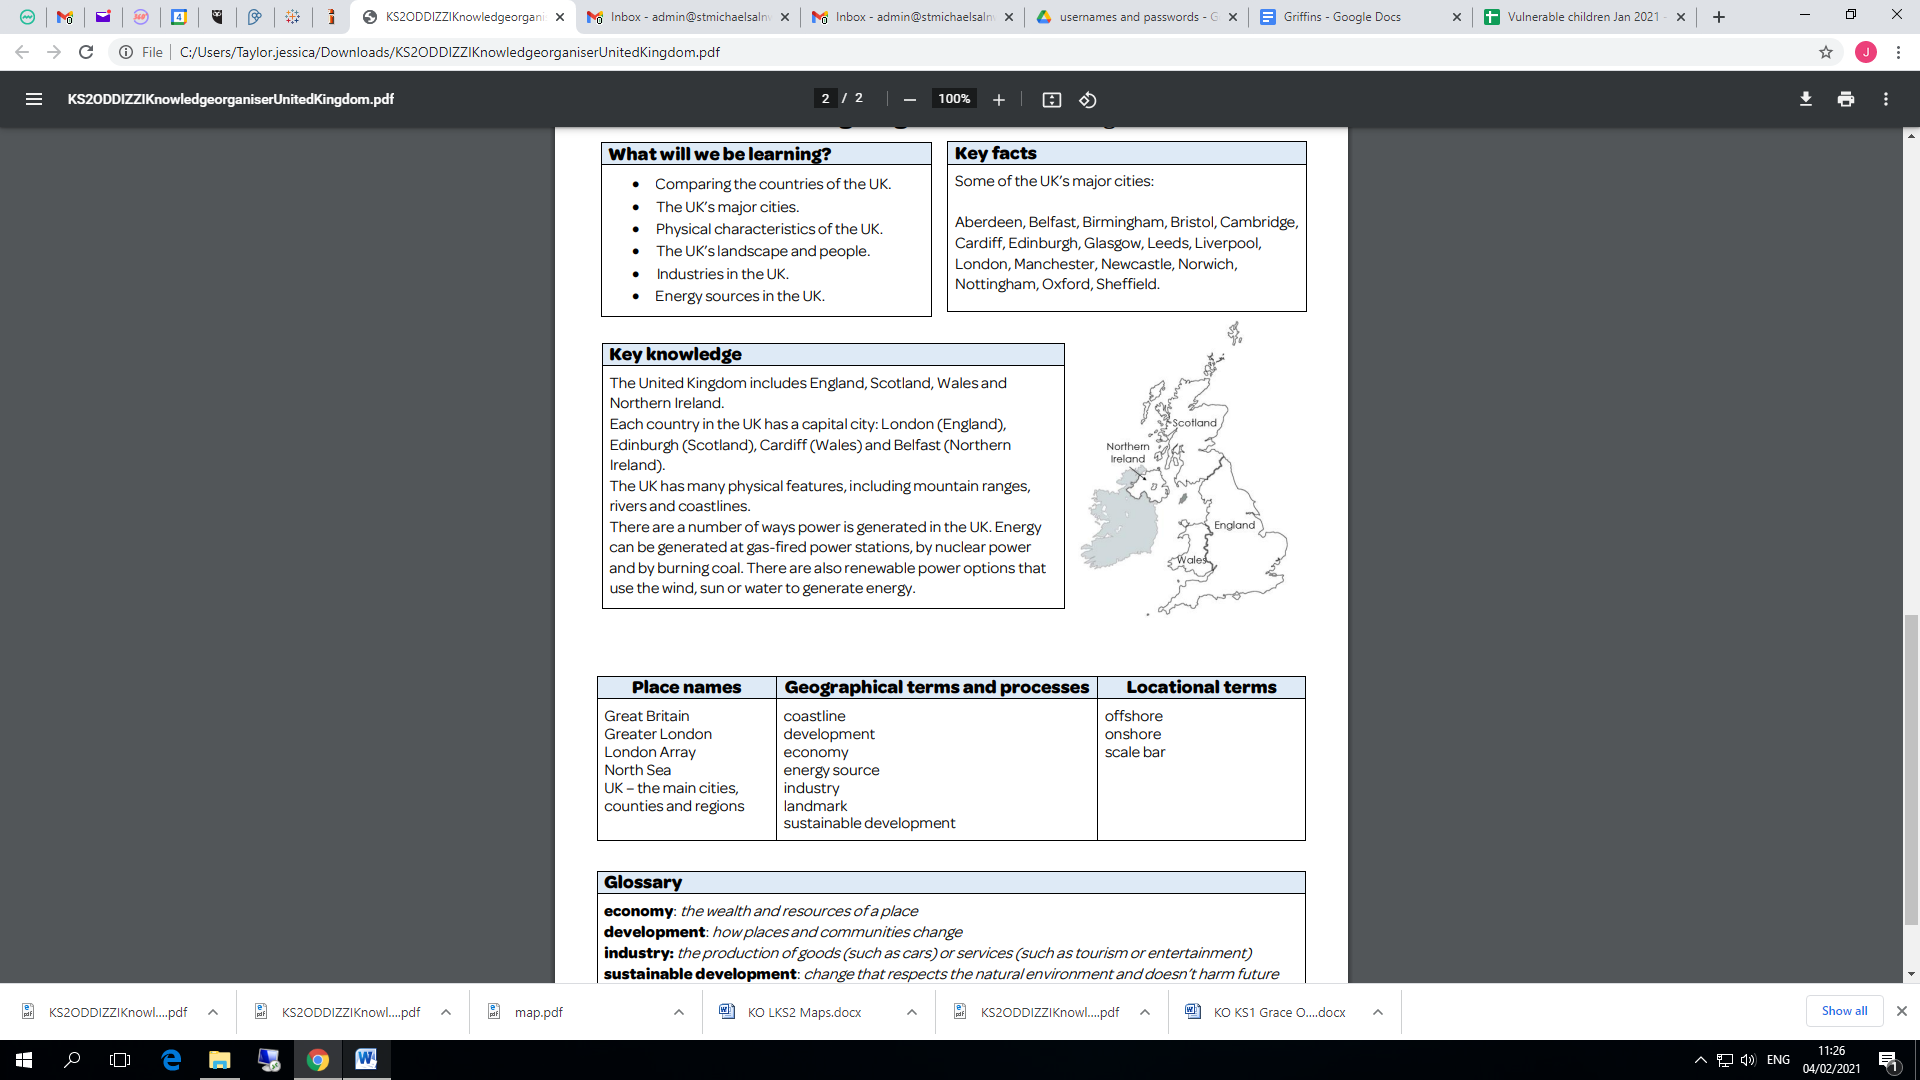 KS2ODDIZZIKnowledgeorgani
Inbox - admin@stmichaelsaln
Inbox - admin@stmichaelsaln
usernames and passwords - G
Griffins - Google Docs
Vulnerable children Jan 2021 -
File
C:/Users/Taylor.jessica/Downloads/KS2ODDIZZIKnowledgeorganiserUnitedKingdom.pdf
J
KS2ODDIZZIKnowledgeorganiserUnitedKingdom.pdf
2 / 2
100%
What will we be learning?
• Comparing the countries of the UK.
• The UK's major cities.
• Physical characteristics of the UK.
• The UK's landscape and people.
• Industries in the UK.
• Energy sources in the UK.
Key facts
Some of the UK's major cities:
Aberdeen, Belfast, Birmingham, Bristol, Cambridge,
Cardiff, Edinburgh, Glasgow, Leeds, Liverpool,
London, Manchester, Newcastle, Norwich,
Nottingham, Oxford, Sheffield.
Key knowledge
The United Kingdom includes England, Scotland, Wales and
Northern Ireland.
Each country in the UK has a capital city: London (England),
Edinburgh (Scotland), Cardiff (Wales) and Belfast (Northern
Ireland).
The UK has many physical features, including mountain ranges,
rivers and coastlines.
There are a number of ways power is generated in the UK. Energy
can be generated at gas-fired power stations, by nuclear power
and by burning coal. There are also renewable power options that
use the wind, sun or water to generate energy.
Scotland
Northern
Ireland
England
Wales
Place names
Great Britain
Greater London
London Array
North Sea
UK – the main cities,
counties and regions
Geographical terms and processes
coastline
development
economy
energy source
industry
landmark
sustainable development
Locational terms
offshore
onshore
scale bar
Glossary
economy: the wealth and resources of a place
development: how places and communities change
industry: the production of goods (such as cars) or services (such as tourism or entertainment)
sustainable development: change that respects the natural environment and doesn't harm future
KS2ODDIZZIKnowl....pdf
KS2ODDIZZIKnowl....pdf
map.pdf
KO LKS2 Maps.docx
KS2ODDIZZIKnowl....pdf
KO KS1 Grace O....docx
Show all
ENG
11:26
04/02/2021
1